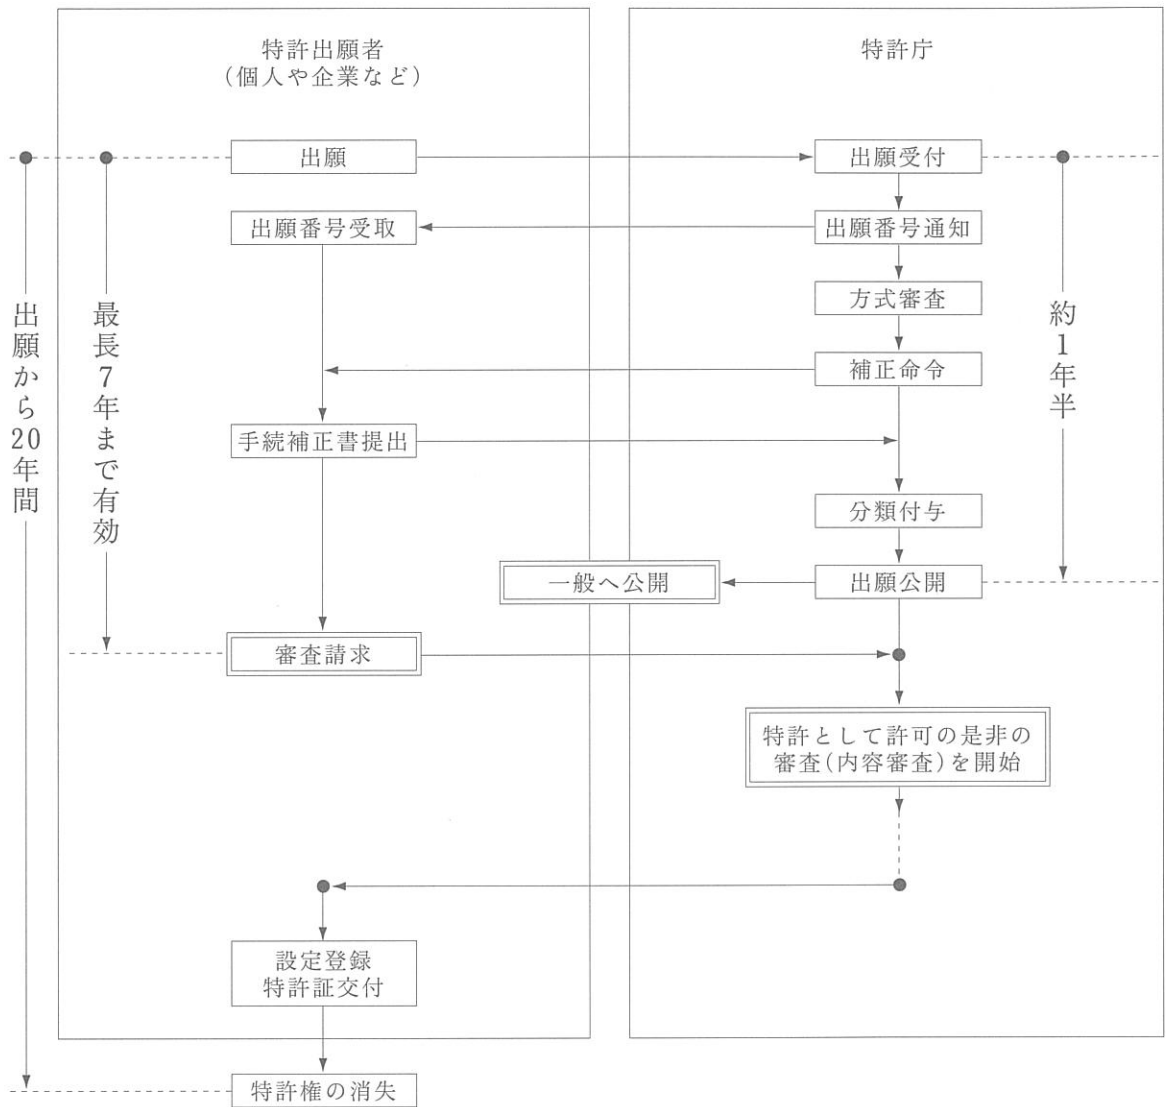 特許出願者
(個人や企業など)
特許庁
出願
出願受付
出願番号受取
出願番号通知
方式審査
補正命令
手続補正書提出
分類付与
一般へ公開
出願公開
審査請求
特許として許可の是非の
審査(内容審査)を開始
設定登録
特許証交付
特許権の消失
出願から20年間
最長7年まで有効
約1年半